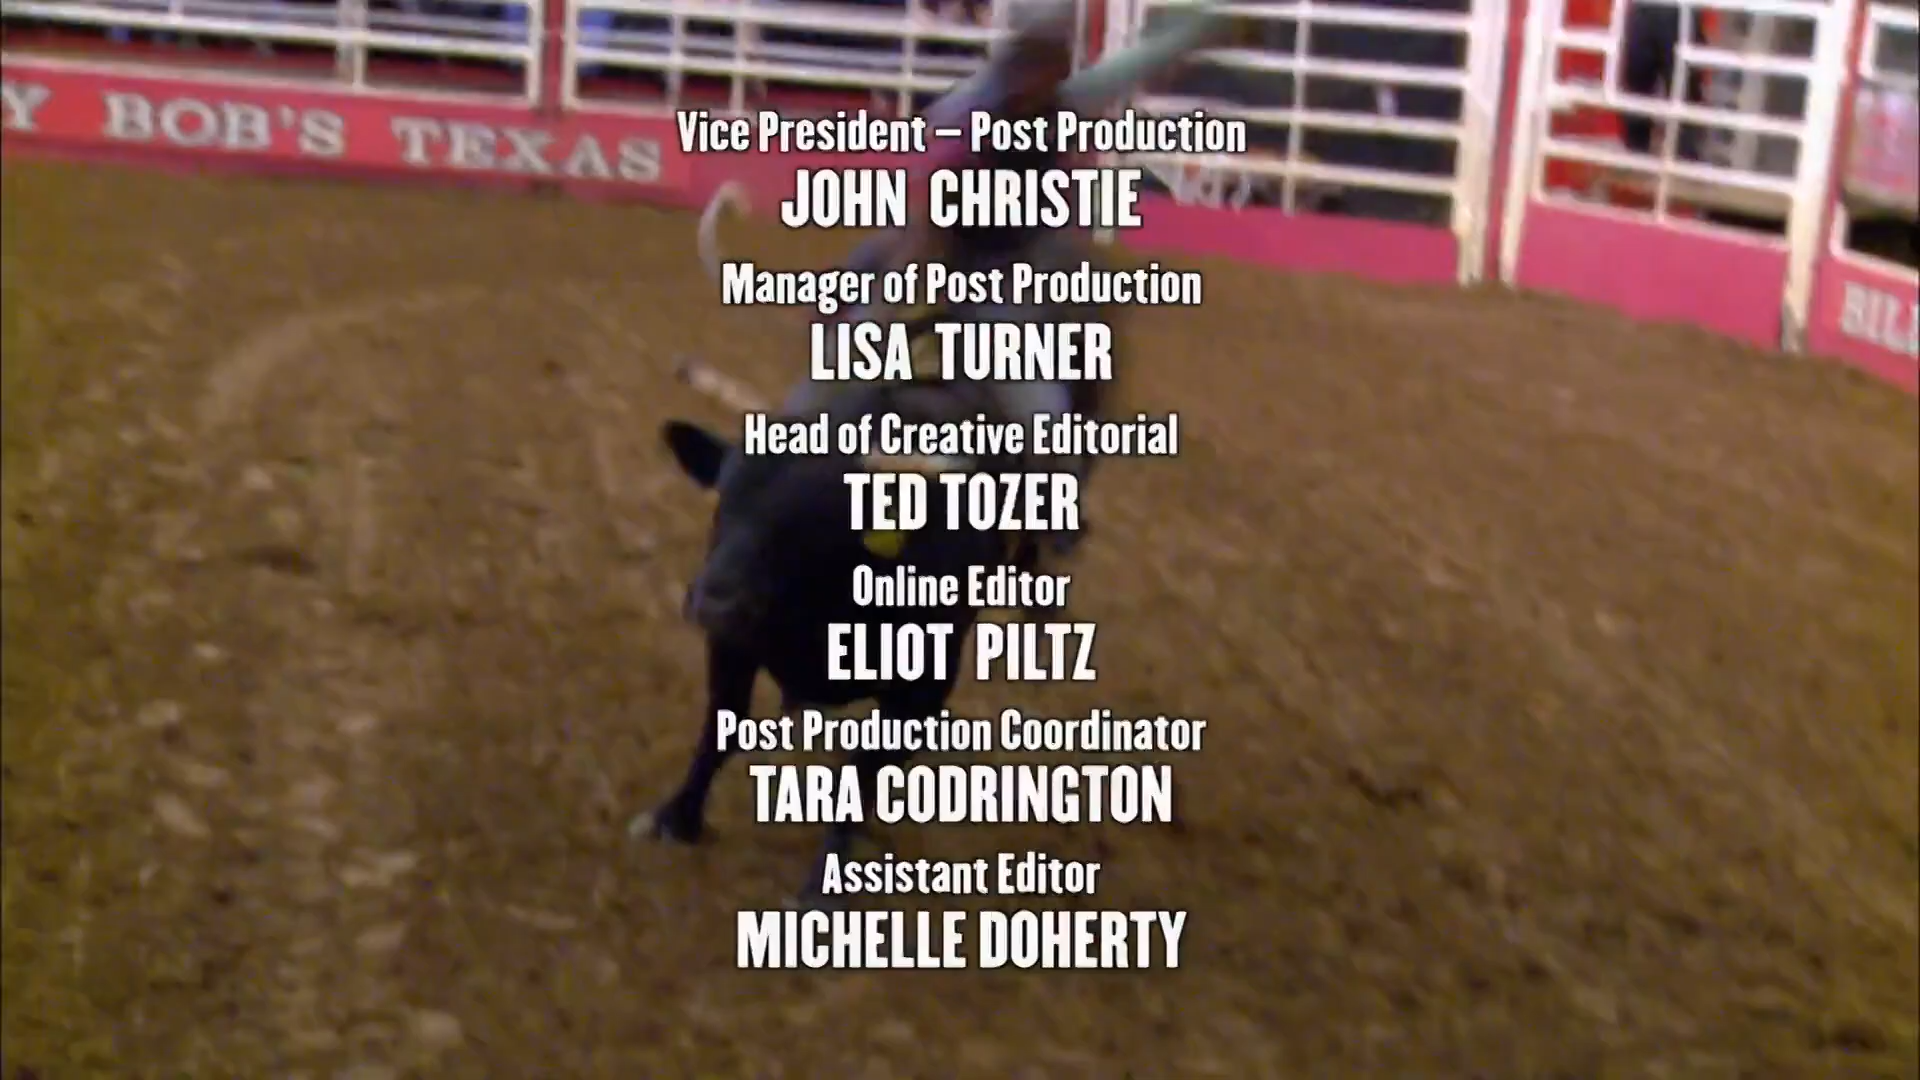 Y BOB'S TEXAS
BILL
Vice President – Post Production
JOHN CHRISTIE
Manager of Post Production
LISA TURNER
Head of Creative Editorial
TED TOZER
Online Editor
ELIOT PILTZ
Post Production Coordinator
TARA CODRINGTON
Assistant Editor
MICHELLE DOHERTY